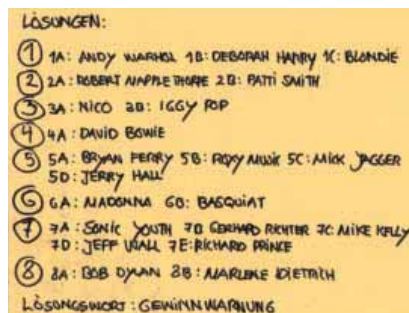 LÖSUNGEN:
1 1A: ANDY WARHOL 1B: DEBORAH HARRY 1C: BLONDIE
2 2A: ROBERT MAPPLETHORPE 2B: PATTI SMITH
3 3A: NICO 3B: IGGY POP
4 4A: DAVID BOWIE
5 5A: BRYAN FERRY 5B: ROXY MUSIC 5C: MICK JAGGER
5D: JERRY HALL
6 6A: MADONNA 6B: BASQUIAT
7 7A: SONIC YOUTH 7B GERHARD RICHTER 7C: MIKE KELLY
7D: JEFF WALL 7E: RICHARD PRINCE
8 8A: BOB DYLAN 8B: MARLENE DIETRICH
LÖSUNGSWORT: GEWINNWARNUNG